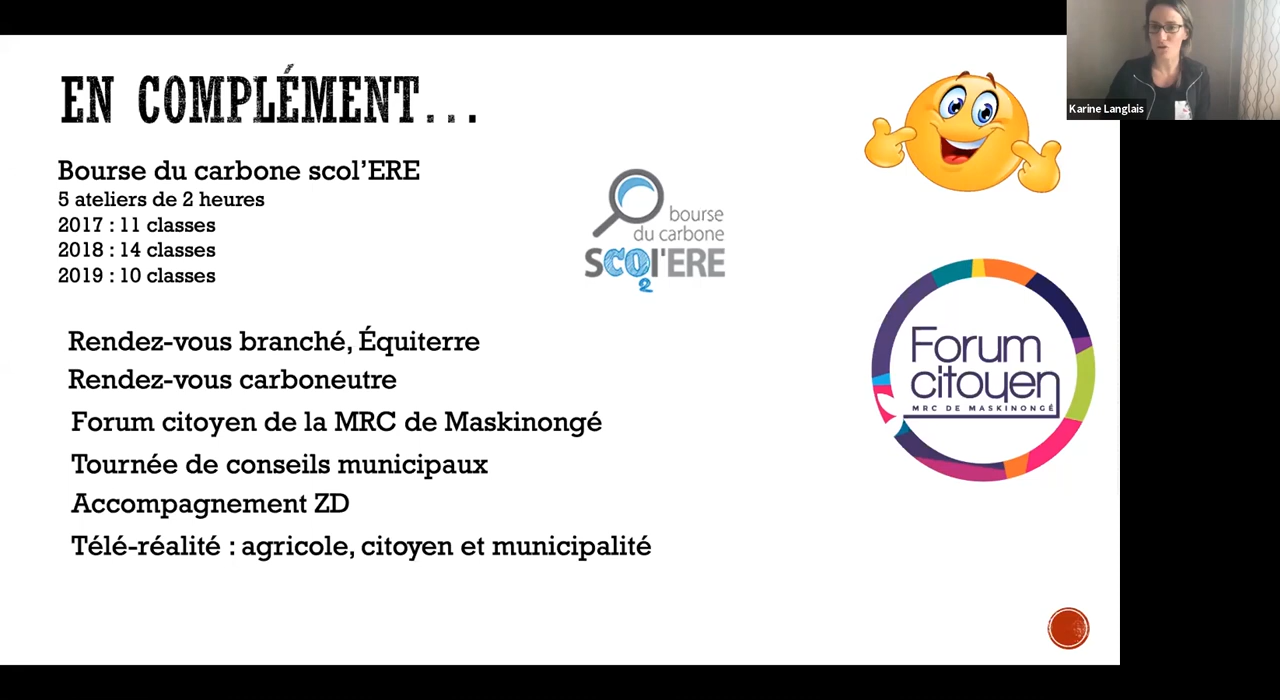 EN COMPLÉMENT...
Karine Langlais
Bourse du carbone scol'ERE
5 ateliers de 2 heures
2017 : 11 classes
2018 : 14 classes
2019 : 10 classes
bourse
du carbone
SCO2l'ERE
Rendez-vous branché, Équiterre
Rendez-vous carboneutre
Forum citoyen de la MRC de Maskinongé
Tournée de conseils municipaux
Accompagnement ZD
Télé-réalité : agricole, citoyen et municipalité
Forum
citoyen
MRC DE MASKINONGÉ